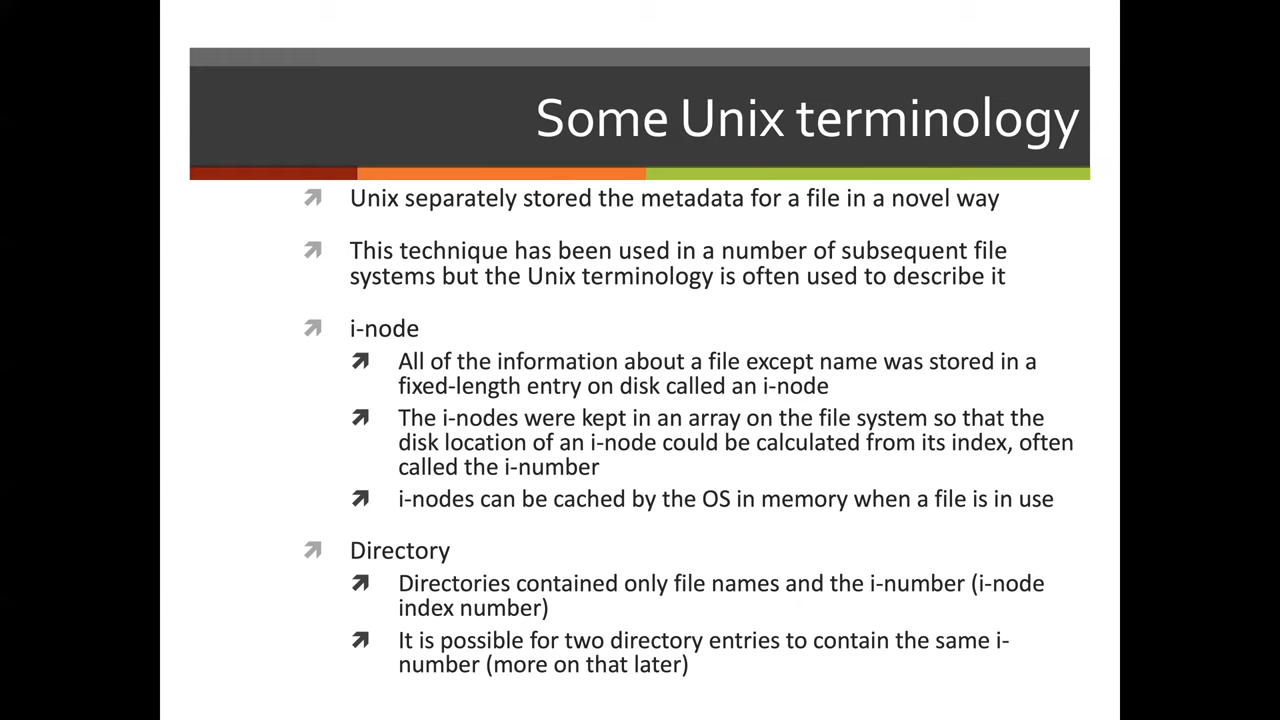 Some Unix terminology
Unix separately stored the metadata for a file in a novel way
This technique has been used in a number of subsequent file
systems but the Unix terminology is often used to describe it
i-node
All of the information about a file except name was stored in a
fixed-length entry on disk called an i-node
The i-nodes were kept in an array on the file system so that the
disk location of an i-node could be calculated from its index, often
called the i-number
i-nodes can be cached by the OS in memory when a file is in use
Directory
Directories contained only file names and the i-number (i-node
index number)
It is possible for two directory entries to contain the same i-
number (more on that later)